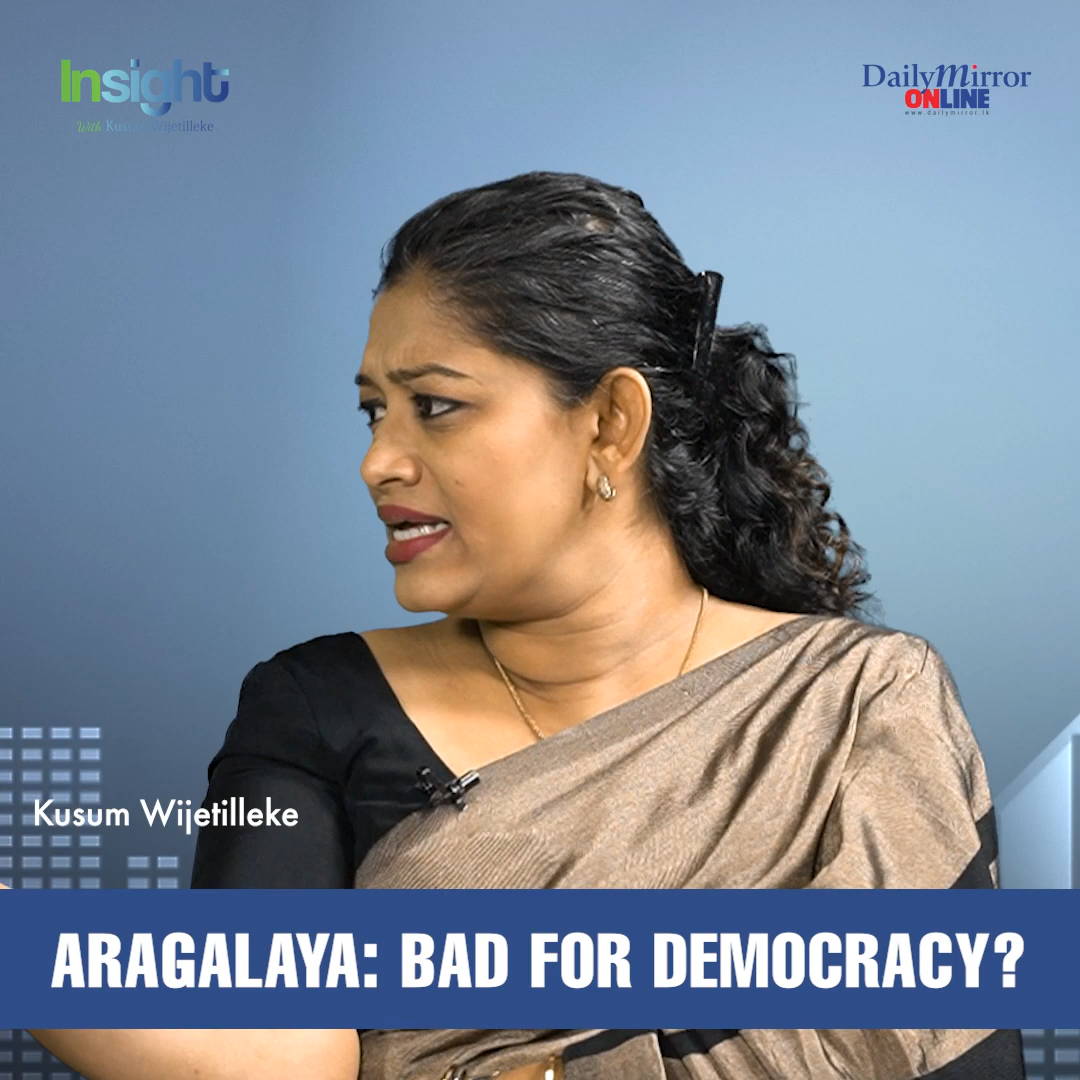 Insight
With Kusum Wijetilleke
DailyMirror
ONLINE
www.dailymirror.lk
Kusum Wijetilleke
ARAGALAYA: BAD FOR DEMOCRACY?